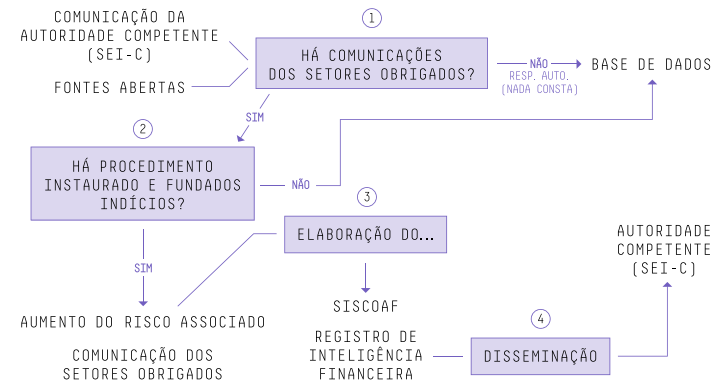 COMUNICAÇÃO DA
AUTORIDADE COMPETENTE
(SEI-C)
FONTES ABERTAS
1
HÁ COMUNICAÇÕES
DOS SETORES OBRIGADOS?
NÃO
RESP. AUTO.
(NADA CONSTA)
BASE DE DADOS
SIM
2
HÁ PROCEDIMENTO
INSTAURADO E FUNDADOS
INDÍCIOS?
NÃO
SIM
AUMENTO DO RISCO ASSOCIADO
COMUNICAÇÃO DOS
SETORES OBRIGADOS
3
ELABORAÇÃO DO...
SISCOAF
REGISTRO DE
INTELIGÊNCIA
FINANCEIRA
4
DISSEMINAÇÃO
AUTORIDADE
COMPETENTE
(SEI-C)